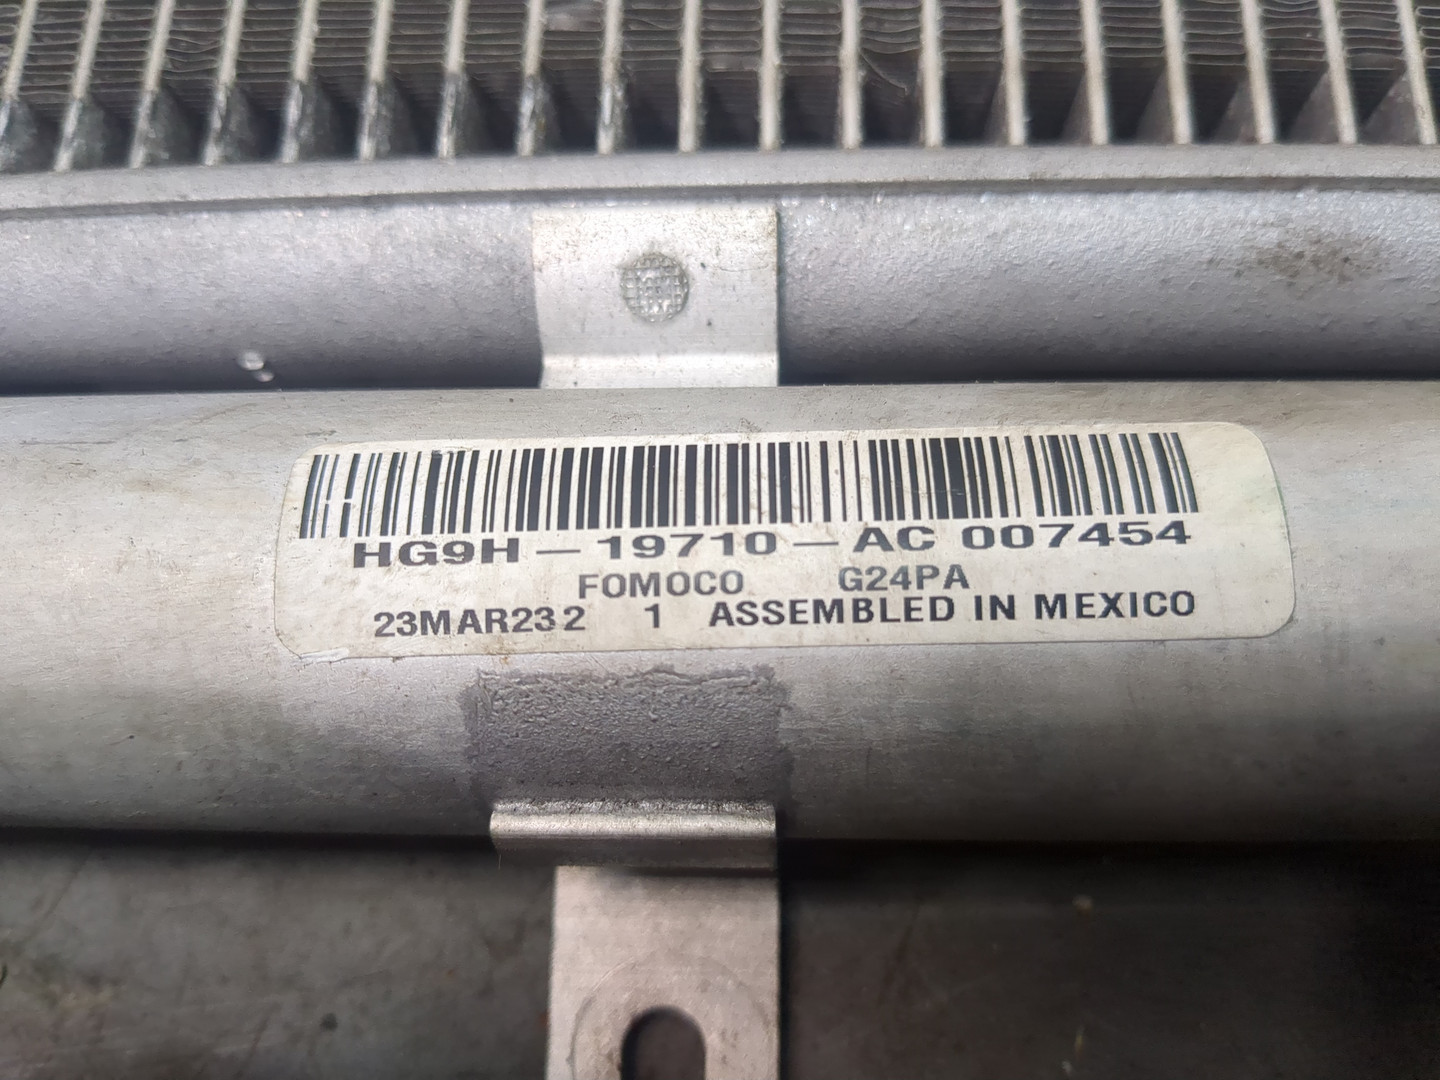 HG9H - 19710 - AC 007454
FOMOCO G24PA
23MAR232 1 ASSEMBLED IN MEXICO